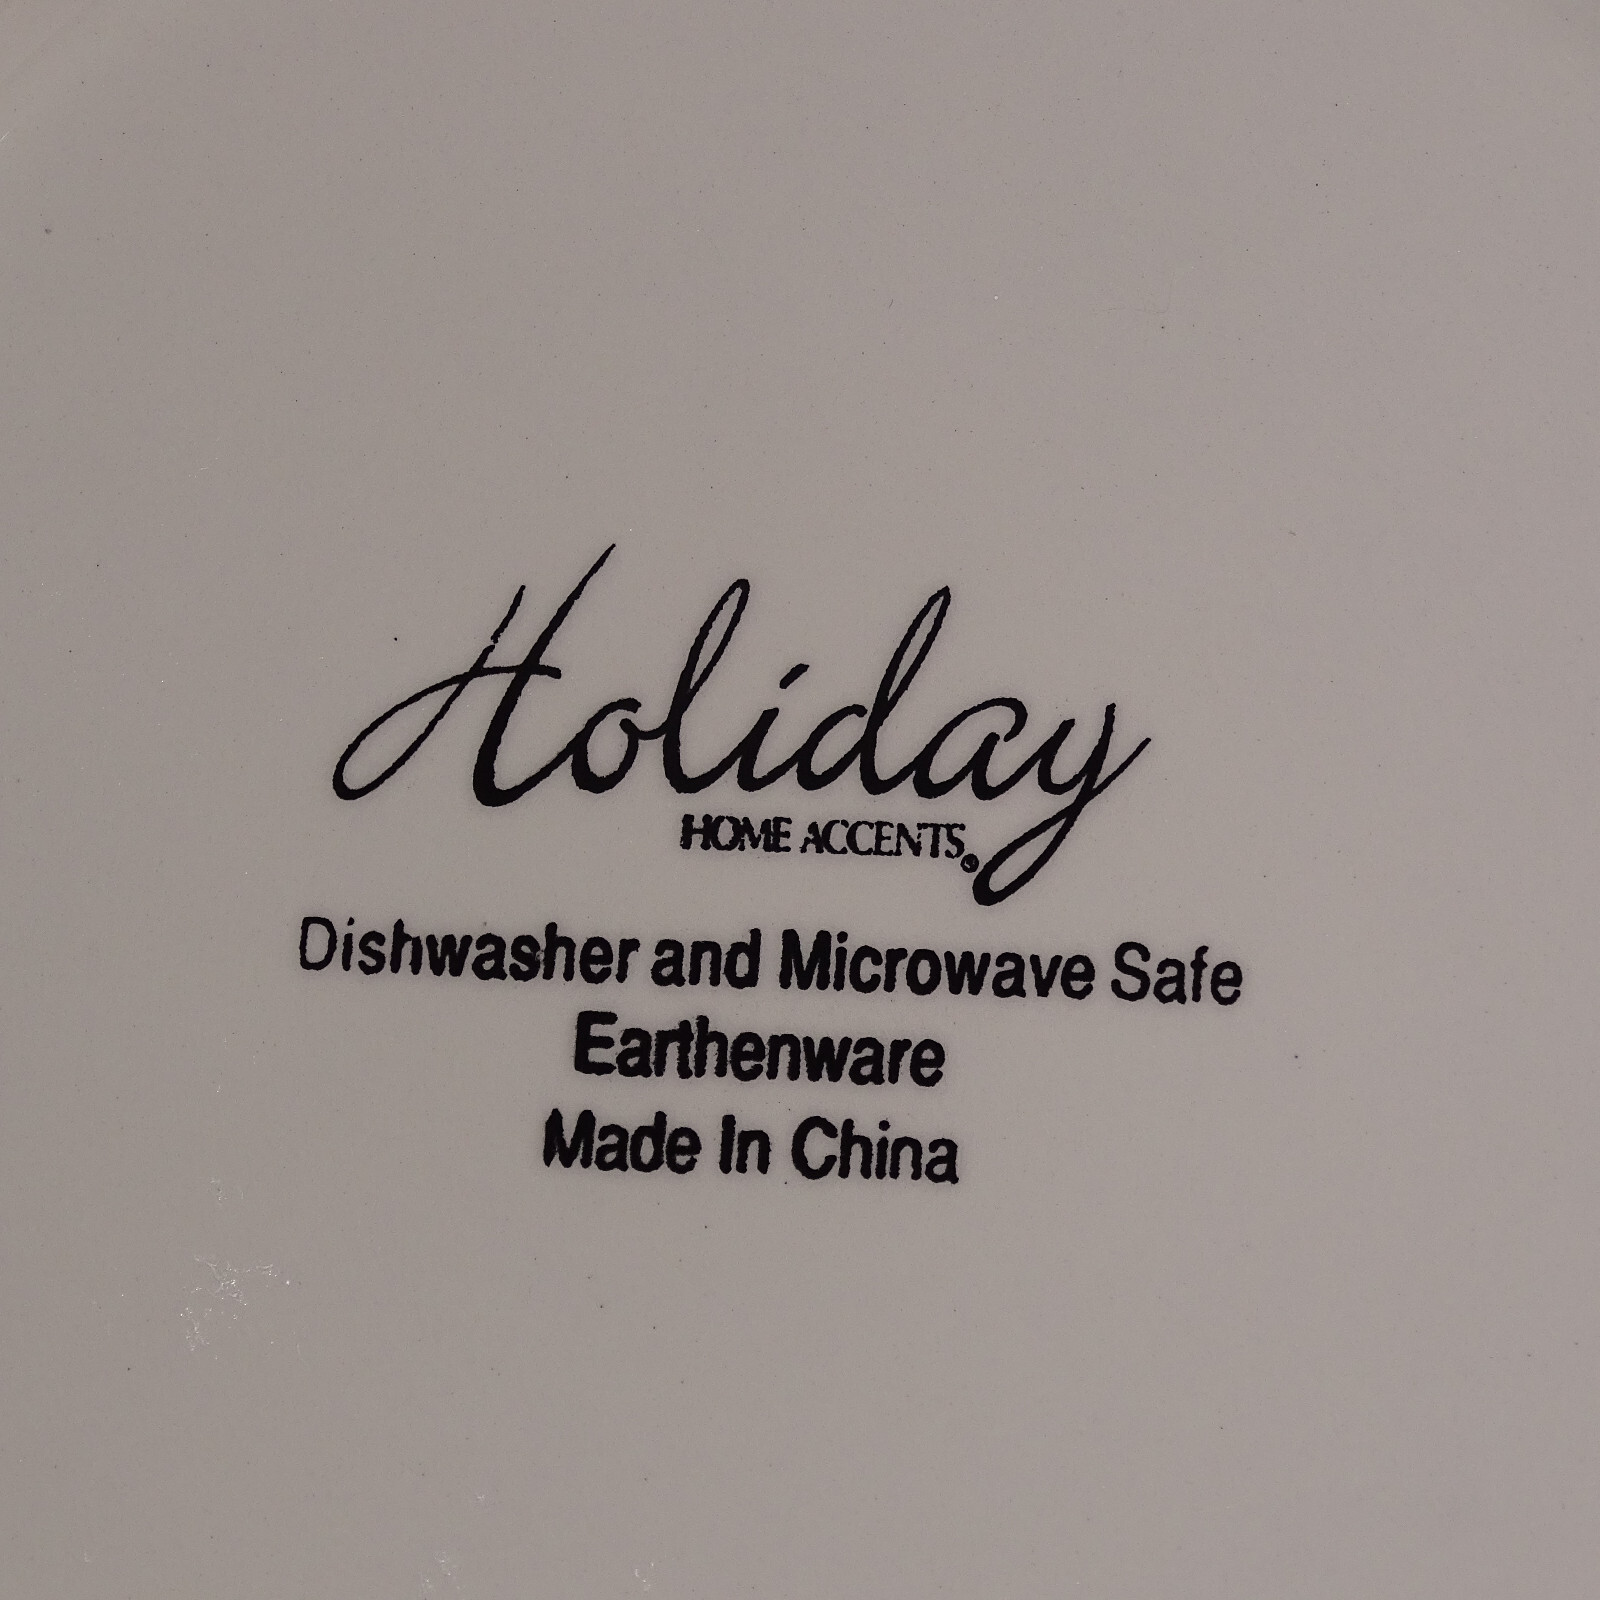 Holiday
HOME ACCENTS®
Dishwasher and Microwave Safe
Earthenware
Made In China